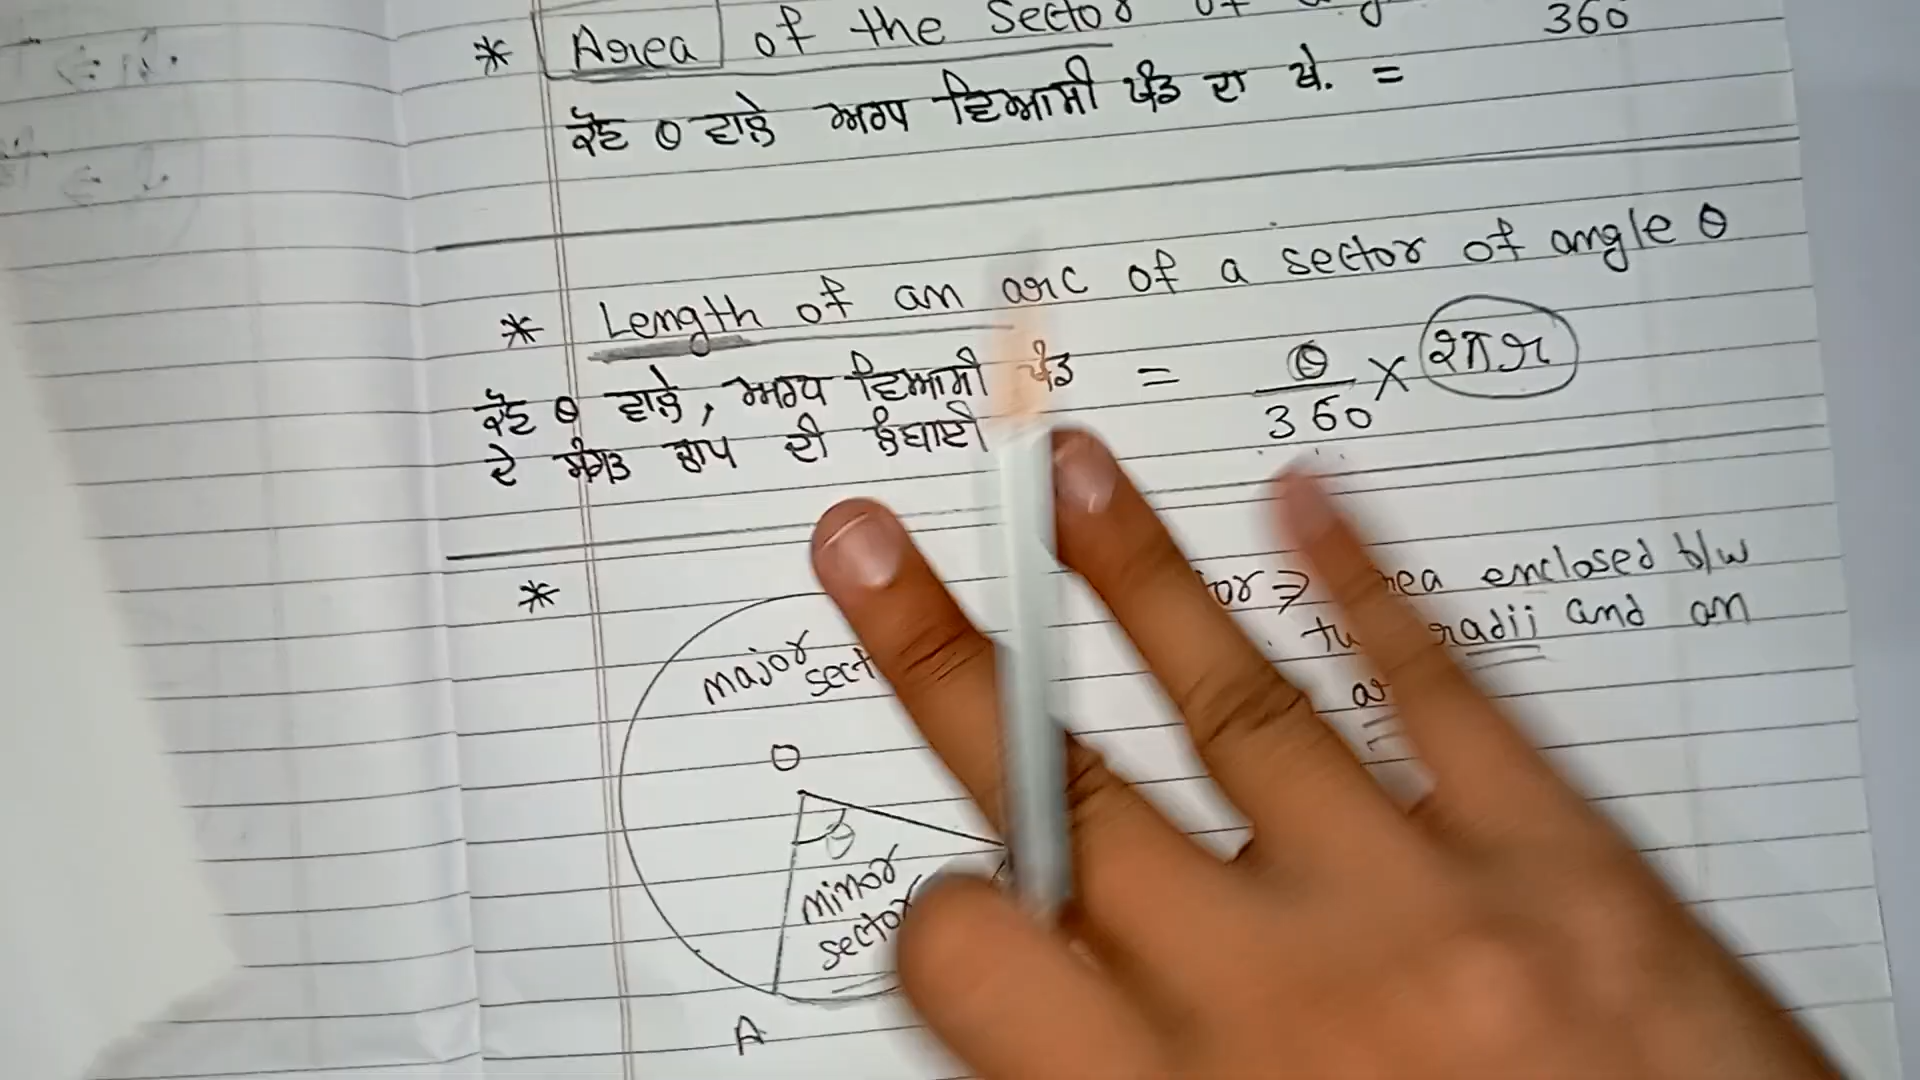 * Area of the Sector of
360
ਕੋਣ θ ਵਾਲੇ ਅਰਧ ਵਿਆਸੀ ਖੰਡ ਦਾ ਖੇ. =
* Length of an arc of a sector of angle θ
ਕੋਣ θ ਵਾਲੇ, ਅਰਧ ਵਿਆਸੀ ਖੰਡ = θ/360 × 2πr
ਦੇ ਸੰਗਤ ਚਾਪ ਦੀ ਲੰਬਾਈ
*
⇒ enclosed b/w
radii and an
major
O
minor
sector
A